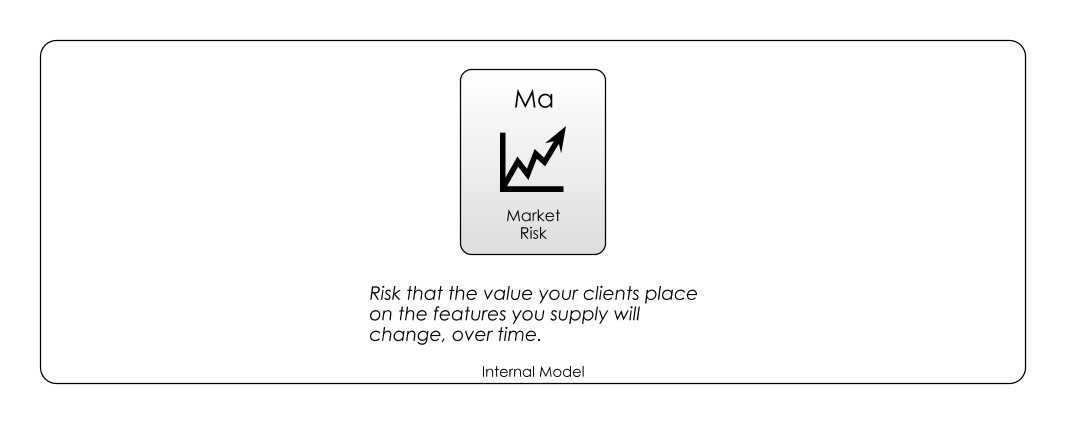 Ma
Market
Risk
Risk that the value your clients place
on the features you supply will
change, over time.
Internal Model